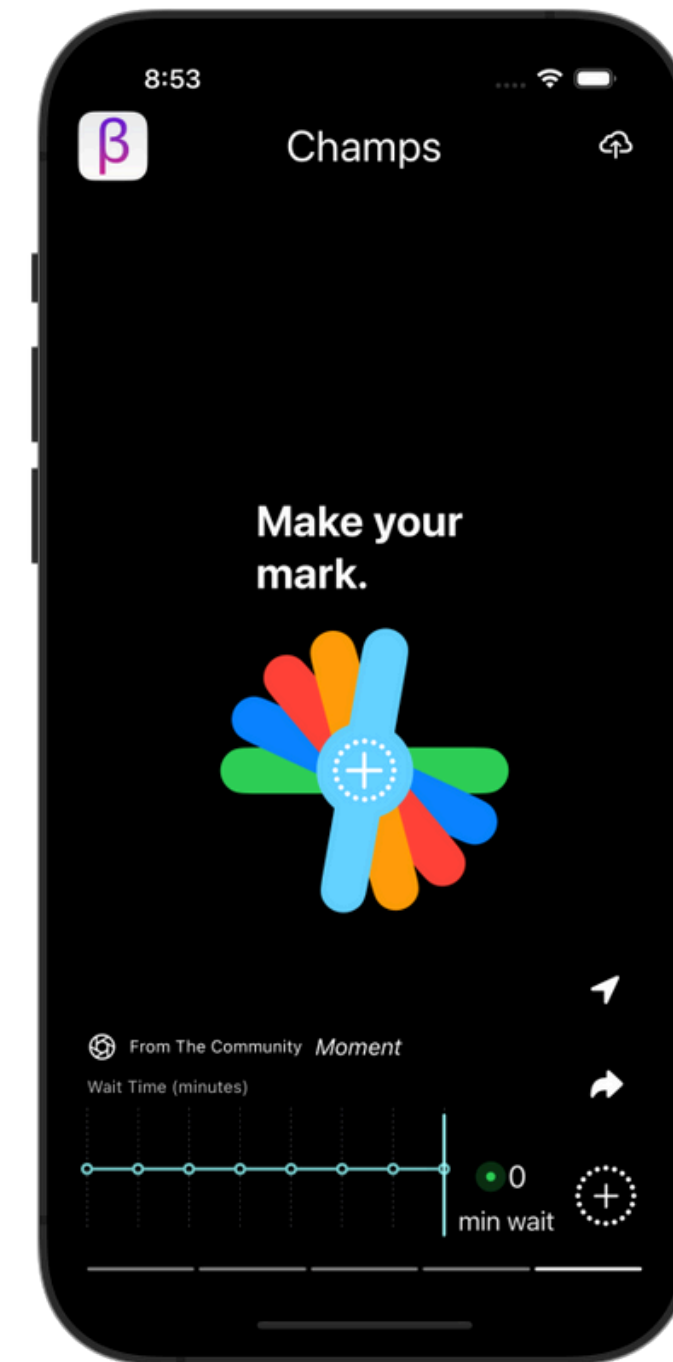 8:53
β
Champs
Make your
mark.
From The Community Moment
Wait Time (minutes)
0
min wait